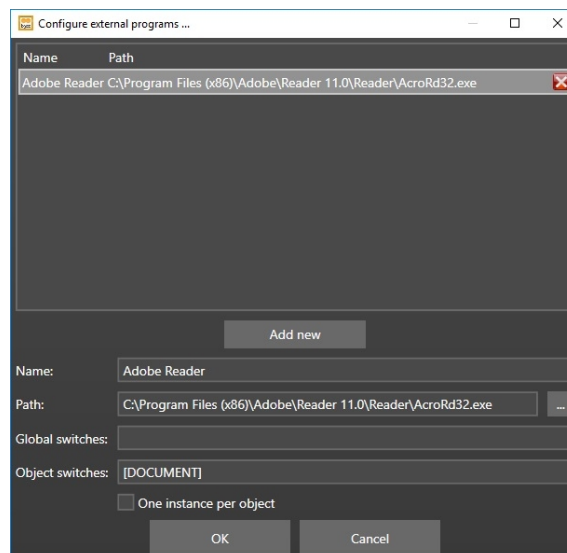 Configure external programs ...
Name Path
Adobe Reader C:\Program Files (x86)\Adobe\Reader 11.0\Reader\AcroRd32.exe
Add new
Name: Adobe Reader
Path: C:\Program Files (x86)\Adobe\Reader 11.0\Reader\AcroRd32.exe ...
Global switches:
Object switches: [DOCUMENT]
One instance per object
OK Cancel